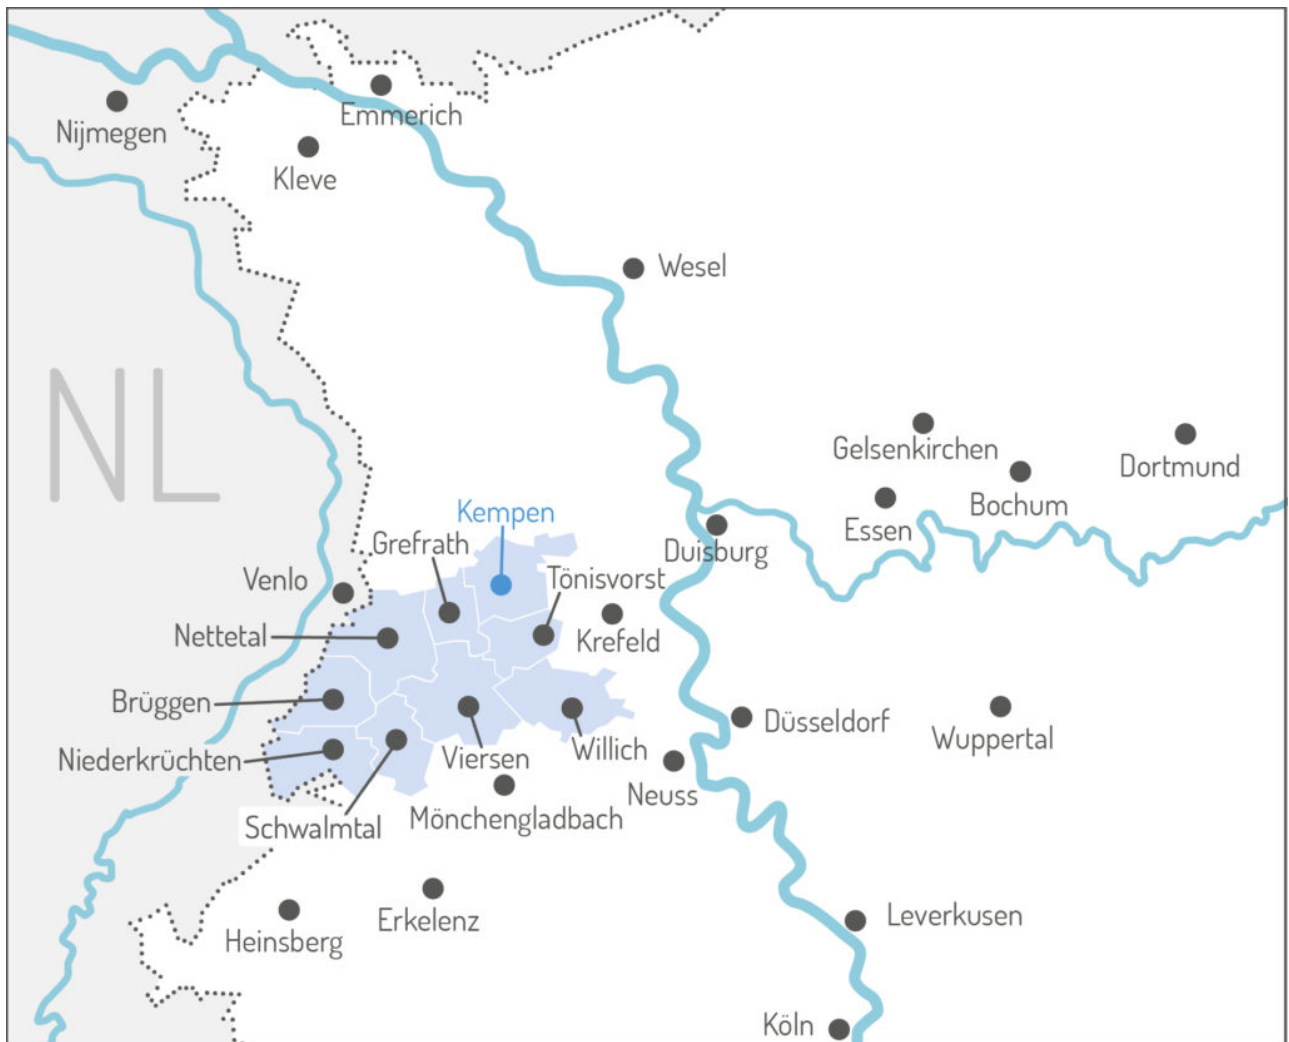 Emmerich
Nijmegen
Kleve
Wesel
NL
Gelsenkirchen
Dortmund
Bochum
Kempen
Essen
Grefrath
Duisburg
Venlo
Tönisvorst
Nettetal
Krefeld
Brüggen
Düsseldorf
Wuppertal
Niederkrüchten
Viersen
Willich
Neuss
Schwalmtal
Mönchengladbach
Leverkusen
Erkelenz
Heinsberg
Köln